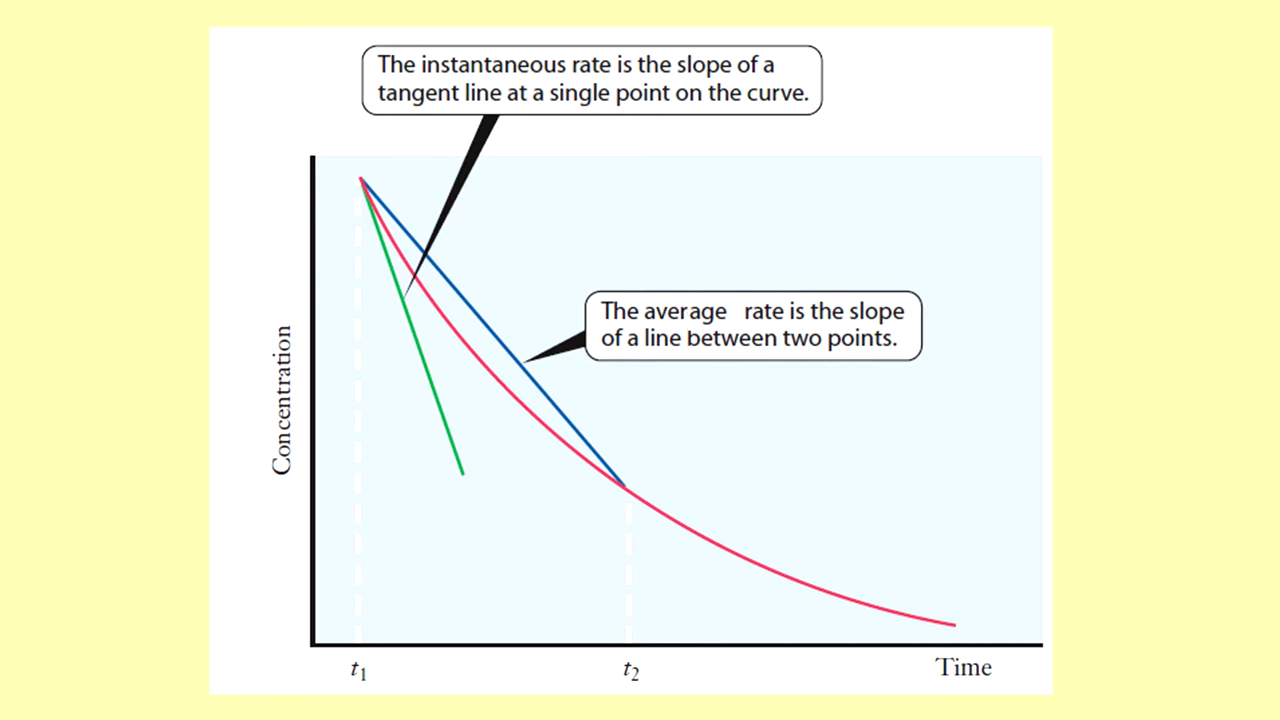 The instantaneous rate is the slope of a
tangent line at a single point on the curve.
The average rate is the slope
of a line between two points.
Concentration
t₁
t₂
Time